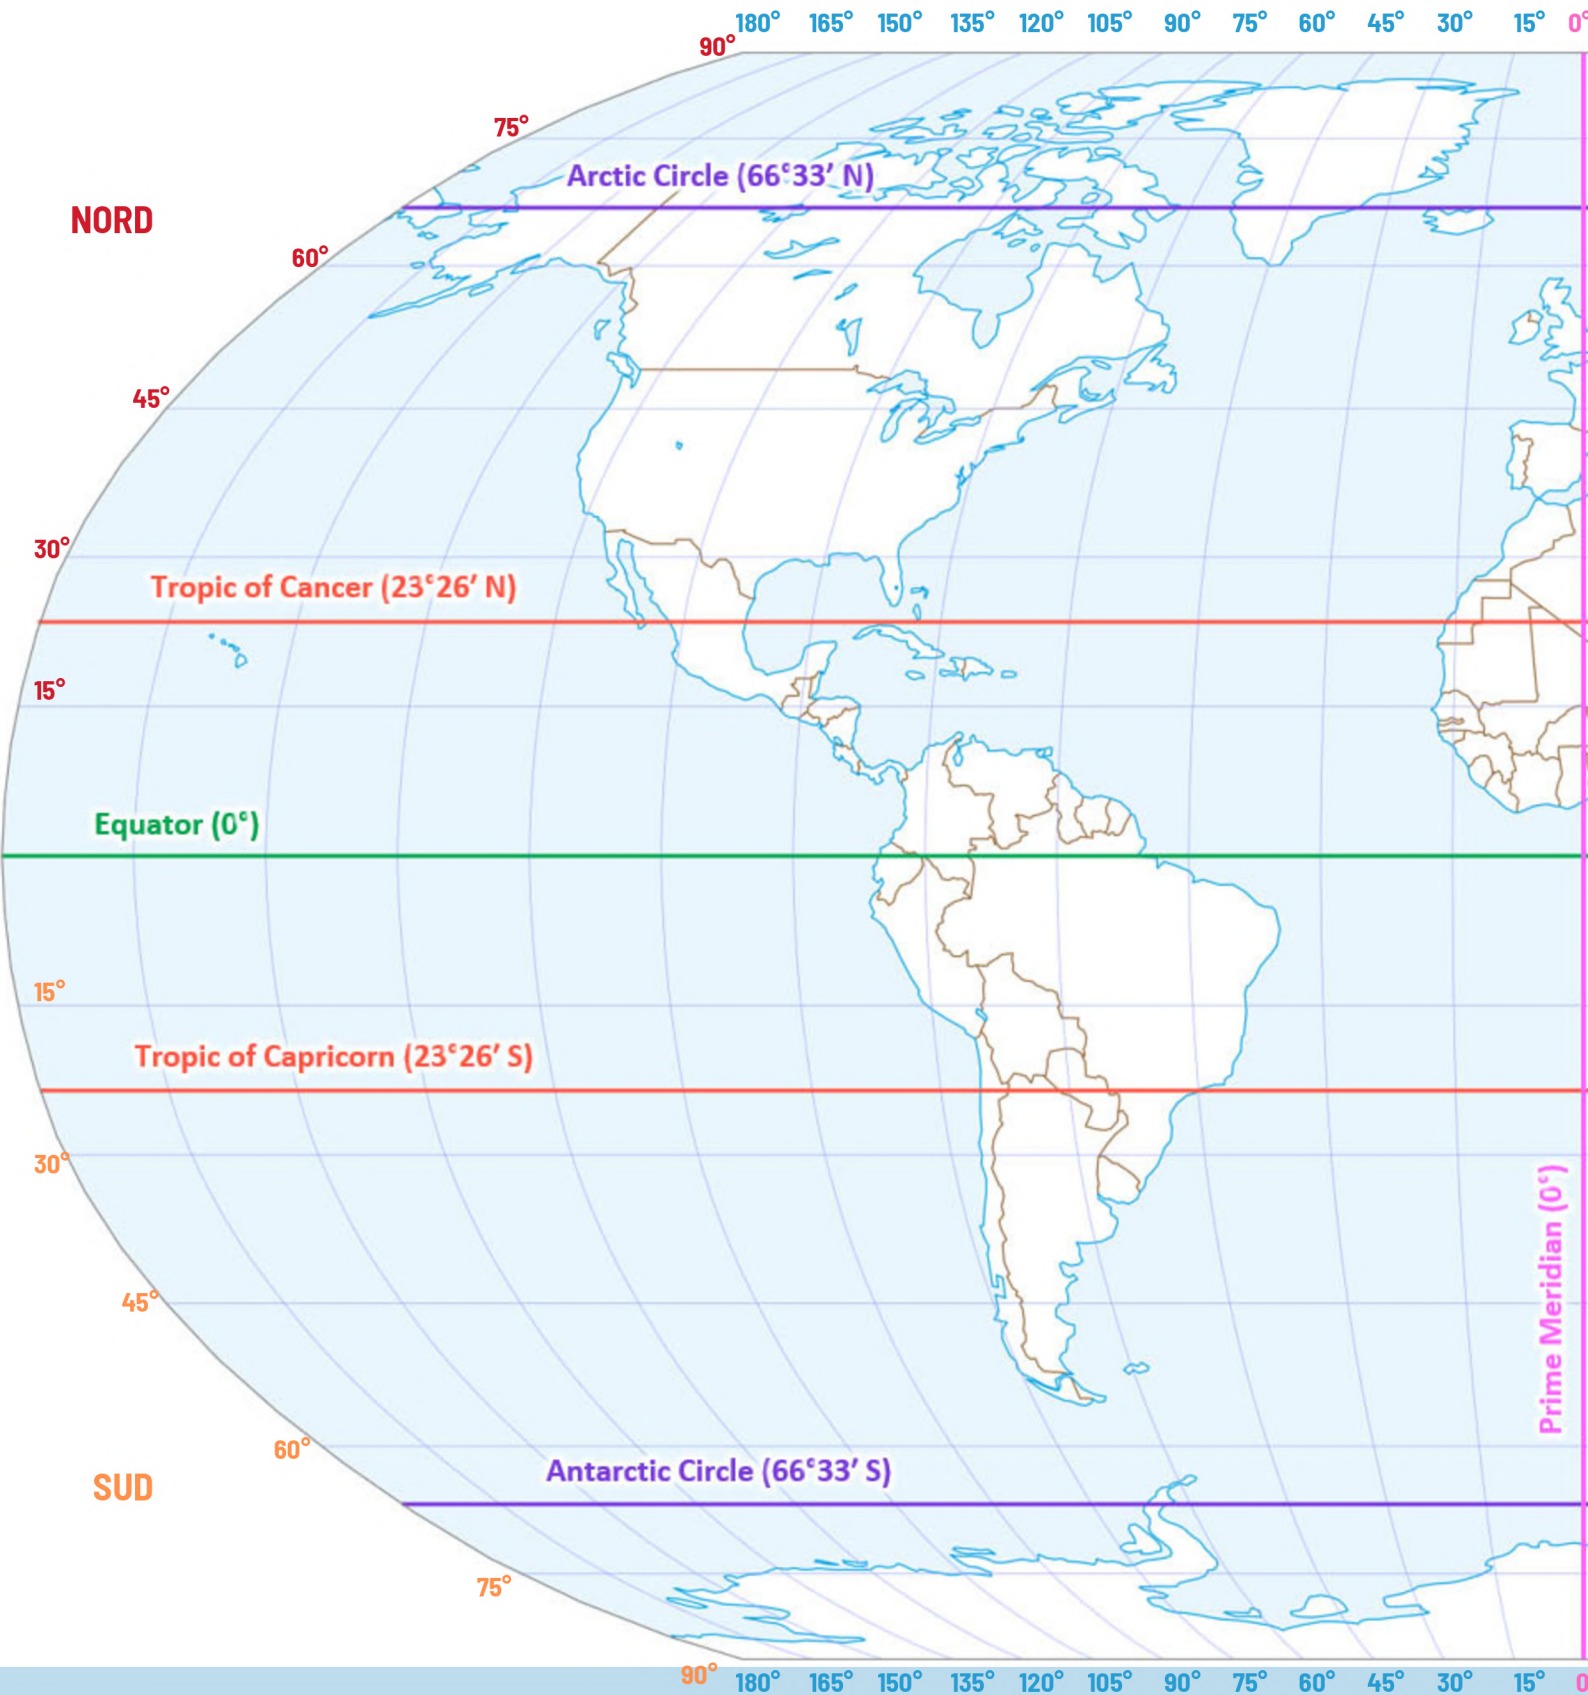 180° 165° 150° 135° 120° 105° 90° 75° 60° 45° 30° 15° 0°
90°
75°
Arctic Circle (66°33′ N)
NORD
60°
45°
30°
Tropic of Cancer (23°26′ N)
15°
Equator (0°)
15°
Tropic of Capricorn (23°26′ S)
30°
Prime Meridian (0°)
45°
60°
Antarctic Circle (66°33′ S)
SUD
75°
90°
180° 165° 150° 135° 120° 105° 90° 75° 60° 45° 30° 15° 0